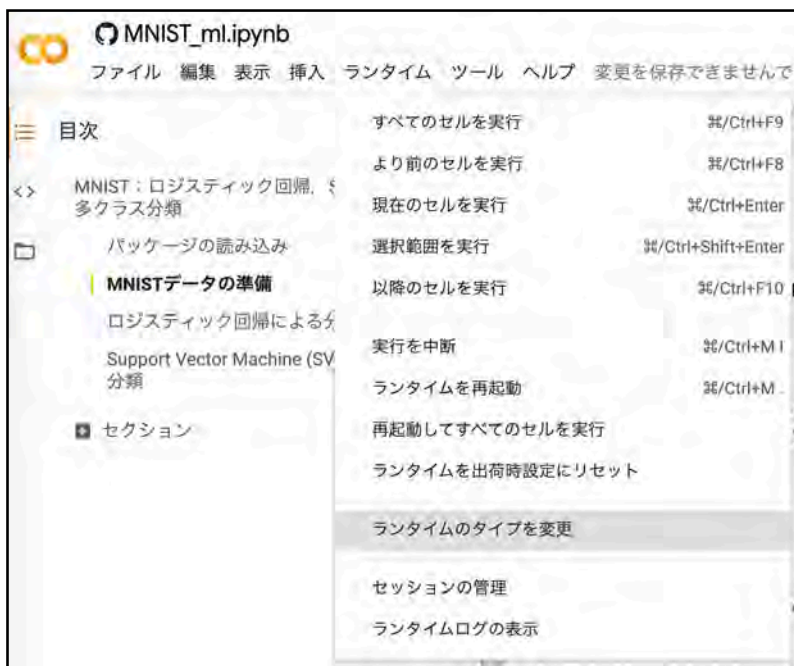 MNIST_ml.ipynb
ファイル 編集 表示 挿入 ランタイム ツール ヘルプ 変更を保存できませんで
目次
MNIST：ロジスティック回帰，
多クラス分類
パッケージの読み込み
MNISTデータの準備
ロジスティック回帰による
Support Vector Machine (SV
分類
セクション
すべてのセルを実行 ⌘/Ctrl+F9
より前のセルを実行 ⌘/Ctrl+F8
現在のセルを実行 ⌘/Ctrl+Enter
選択範囲を実行 ⌘/Ctrl+Shift+Enter
以降のセルを実行 ⌘/Ctrl+F10
実行を中断 ⌘/Ctrl+M I
ランタイムを再起動 ⌘/Ctrl+M .
再起動してすべてのセルを実行
ランタイムを出荷時設定にリセット
ランタイムのタイプを変更
セッションの管理
ランタイムログの表示